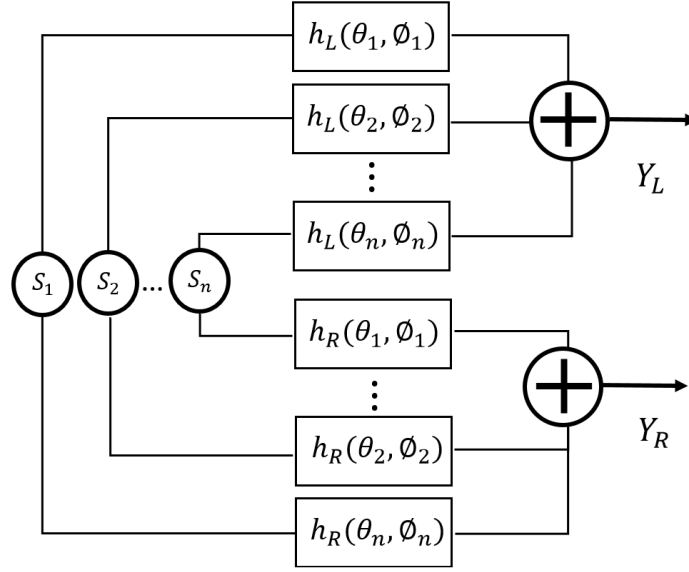 h_L(θ_1, ∅_1)
h_L(θ_2, ∅_2)
Y_L
h_L(θ_n, ∅_n)
S_1 S_2 ... S_n
h_R(θ_1, ∅_1)
h_R(θ_2, ∅_2)
Y_R
h_R(θ_n, ∅_n)